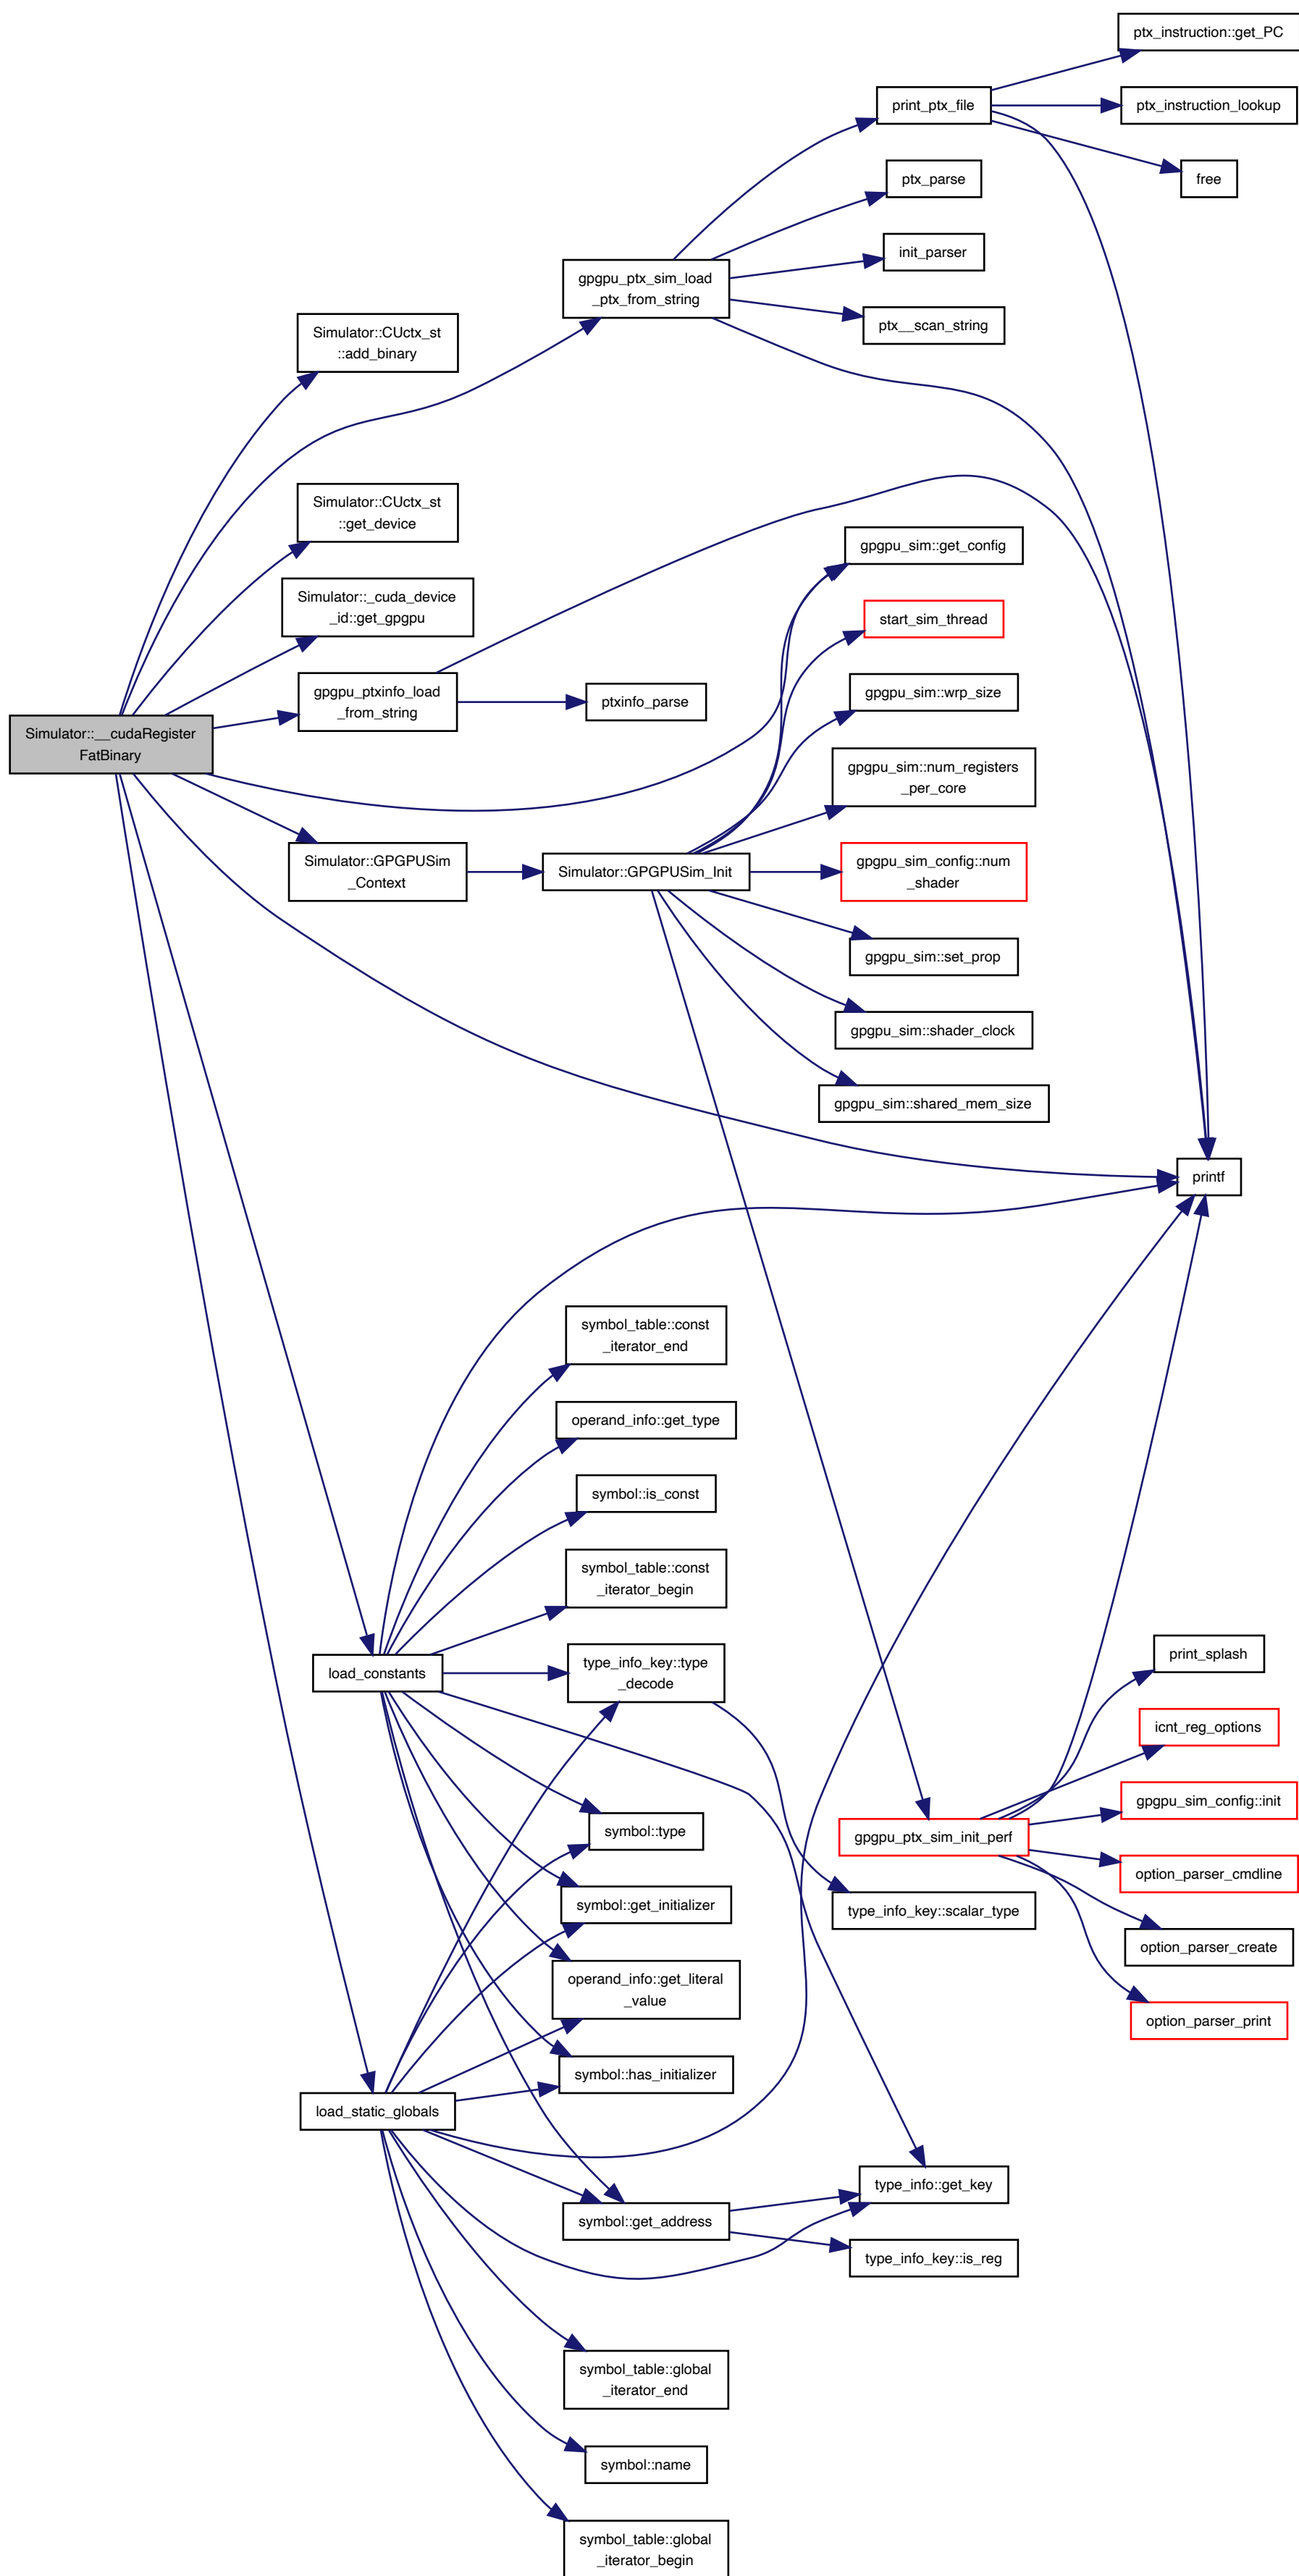 ptx_instruction::get_PC
print_ptx_file
ptx_instruction_lookup
ptx_parse
free
init_parser
gpgpu_ptx_sim_load
_ptx_from_string
ptx__scan_string
Simulator::CUctx_st
::add_binary
Simulator::CUctx_st
::get_device
gpgpu_sim::get_config
Simulator::_cuda_device
_id::get_gpgpu
start_sim_thread
gpgpu_ptxinfo_load
_from_string
ptxinfo_parse
gpgpu_sim::wrp_size
Simulator::__cudaRegister
FatBinary
gpgpu_sim::num_registers
_per_core
Simulator::GPGPUSim
_Context
Simulator::GPGPUSim_Init
gpgpu_sim_config::num
_shader
gpgpu_sim::set_prop
gpgpu_sim::shader_clock
gpgpu_sim::shared_mem_size
printf
symbol_table::const
_iterator_end
operand_info::get_type
symbol::is_const
symbol_table::const
_iterator_begin
load_constants
type_info_key::type
_decode
print_splash
icnt_reg_options
gpgpu_sim_config::init
symbol::type
gpgpu_ptx_sim_init_perf
option_parser_cmdline
symbol::get_initializer
type_info_key::scalar_type
option_parser_create
operand_info::get_literal
_value
option_parser_print
symbol::has_initializer
load_static_globals
type_info::get_key
symbol::get_address
type_info_key::is_reg
symbol_table::global
_iterator_end
symbol::name
symbol_table::global
_iterator_begin